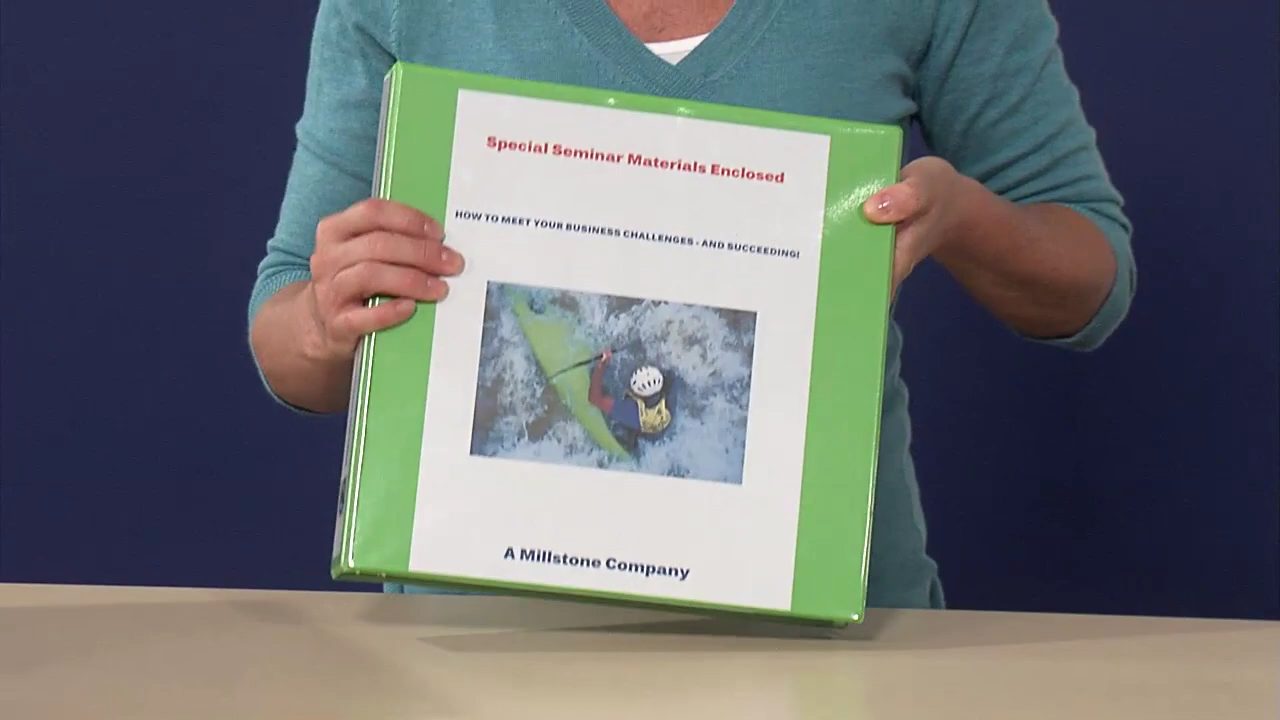 Special Seminar Materials Enclosed
HOW TO MEET YOUR BUSINESS CHALLENGES - AND SUCCEEDING!
A Millstone Company